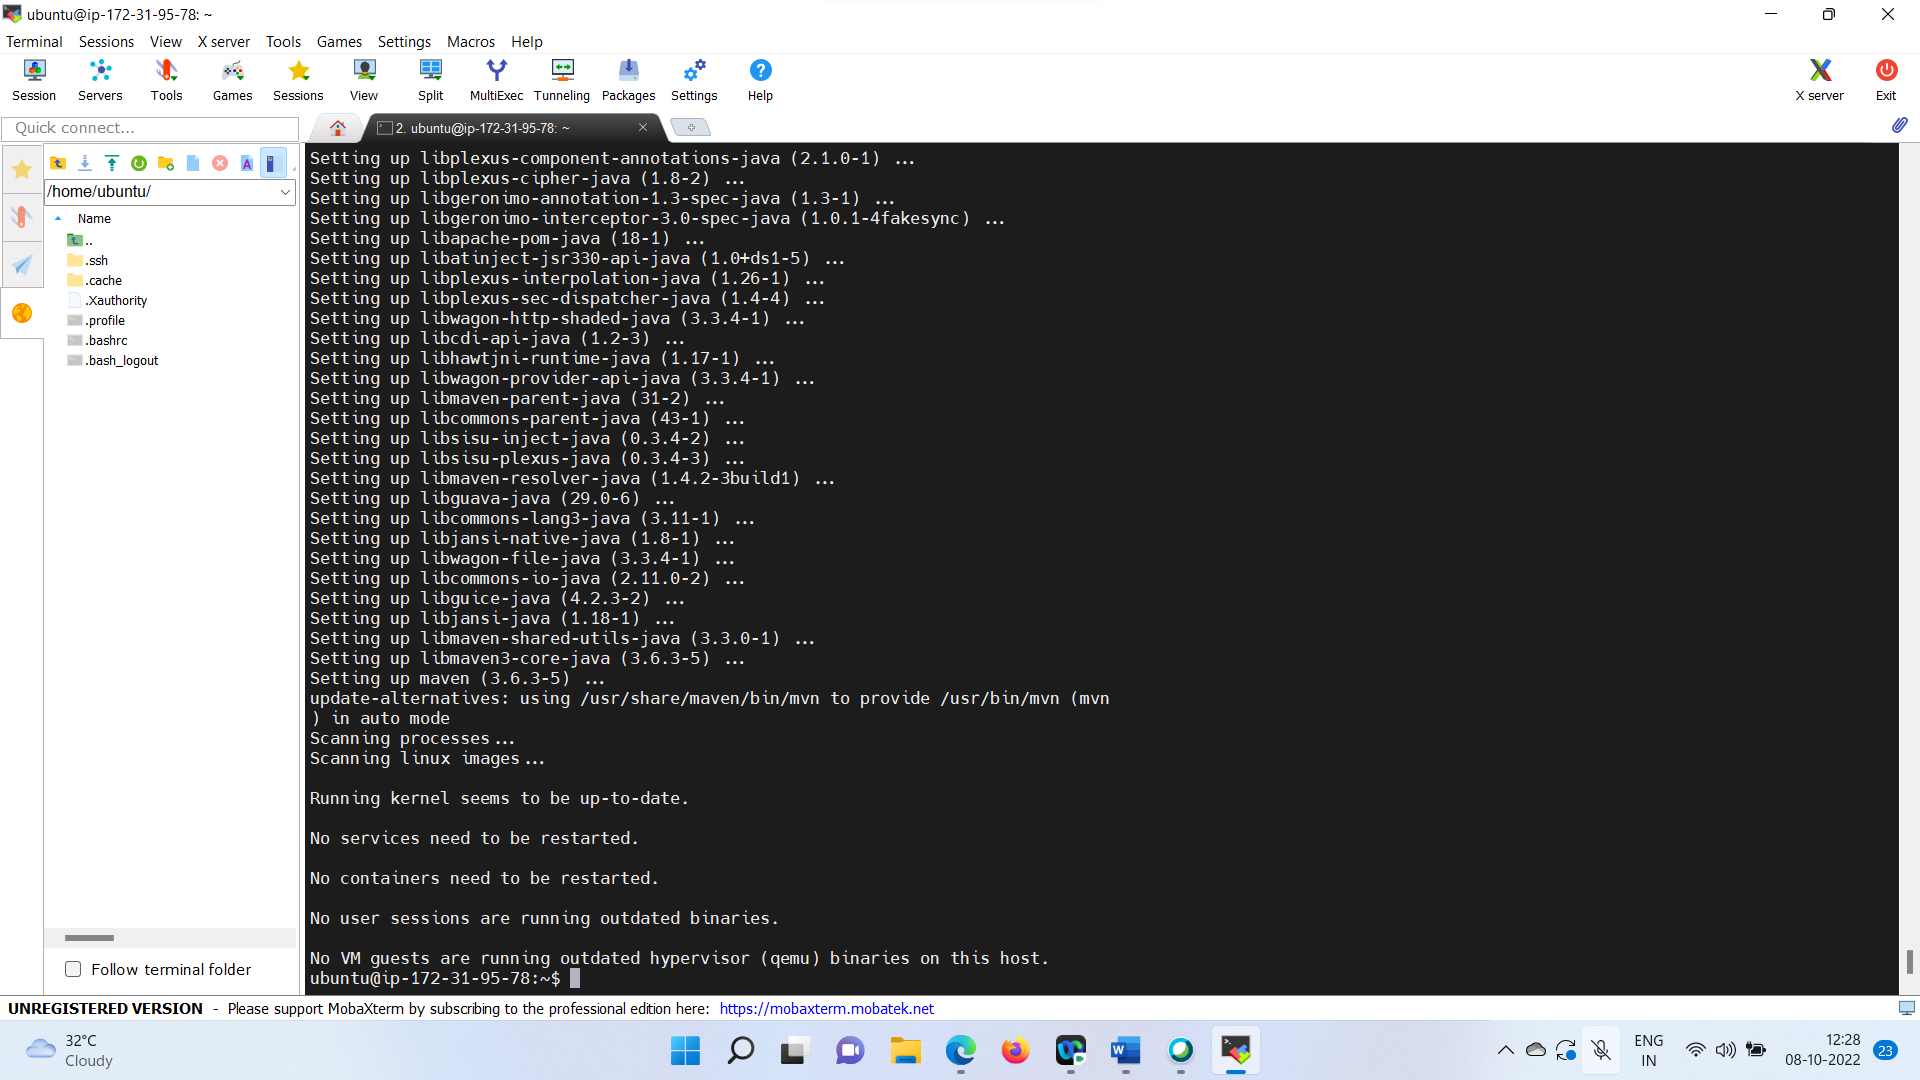 ubuntu@ip-172-31-95-78: ~
Terminal Sessions View X server Tools Games Settings Macros Help
Session Servers Tools Games Sessions View Split MultiExec Tunneling Packages Settings Help X server Exit
Quick connect...
2. ubuntu@ip-172-31-95-78: ~
/home/ubuntu/
Name
..
.ssh
.cache
.Xauthority
.profile
.bashrc
.bash_logout
Follow terminal folder
Setting up libplexus-component-annotations-java (2.1.0-1) ...
Setting up libplexus-cipher-java (1.8-2) ...
Setting up libgeronimo-annotation-1.3-spec-java (1.3-1) ...
Setting up libgeronimo-interceptor-3.0-spec-java (1.0.1-4fakesync) ...
Setting up libapache-pom-java (18-1) ...
Setting up libatinject-jsr330-api-java (1.0+ds1-5) ...
Setting up libplexus-interpolation-java (1.26-1) ...
Setting up libplexus-sec-dispatcher-java (1.4-4) ...
Setting up libwagon-http-shaded-java (3.3.4-1) ...
Setting up libcdi-api-java (1.2-3) ...
Setting up libhawtjni-runtime-java (1.17-1) ...
Setting up libwagon-provider-api-java (3.3.4-1) ...
Setting up libmaven-parent-java (31-2) ...
Setting up libcommons-parent-java (43-1) ...
Setting up libsisu-inject-java (0.3.4-2) ...
Setting up libsisu-plexus-java (0.3.4-3) ...
Setting up libmaven-resolver-java (1.4.2-3build1) ...
Setting up libguava-java (29.0-6) ...
Setting up libcommons-lang3-java (3.11-1) ...
Setting up libjansi-native-java (1.8-1) ...
Setting up libwagon-file-java (3.3.4-1) ...
Setting up libcommons-io-java (2.11.0-2) ...
Setting up libguice-java (4.2.3-2) ...
Setting up libjansi-java (1.18-1) ...
Setting up libmaven-shared-utils-java (3.3.0-1) ...
Setting up libmaven3-core-java (3.6.3-5) ...
Setting up maven (3.6.3-5) ...
update-alternatives: using /usr/share/maven/bin/mvn to provide /usr/bin/mvn (mvn
) in auto mode
Scanning processes...
Scanning linux images...
Running kernel seems to be up-to-date.
No services need to be restarted.
No containers need to be restarted.
No user sessions are running outdated binaries.
No VM guests are running outdated hypervisor (qemu) binaries on this host.
ubuntu@ip-172-31-95-78:~$
UNREGISTERED VERSION - Please support MobaXterm by subscribing to the professional edition here: https://mobaxterm.mobatek.net
32°C
Cloudy
ENG
IN
12:28
08-10-2022
23